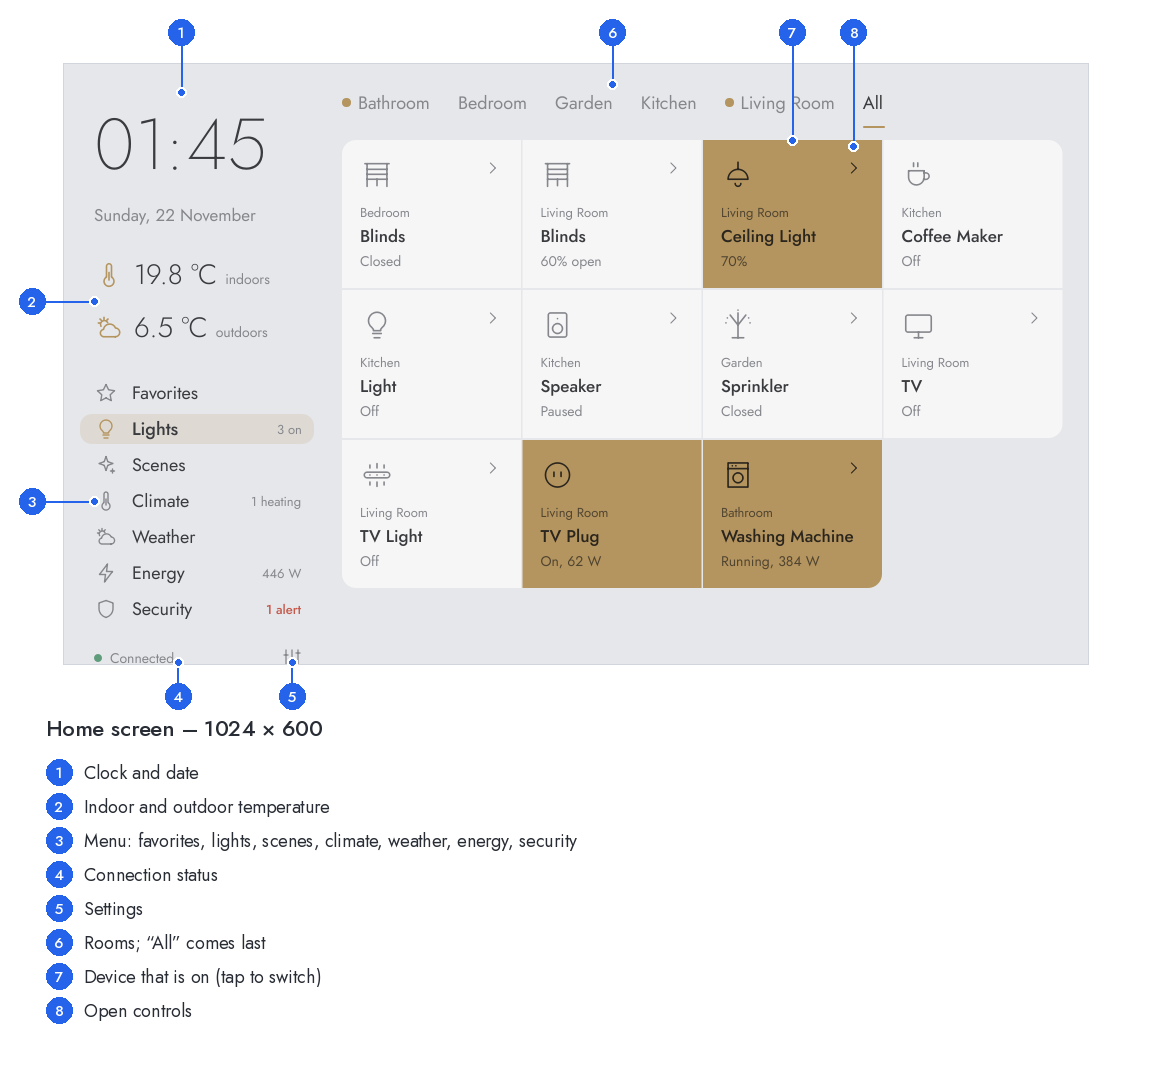 1
6
7
8
01:45
Sunday, 22 November
19.8 °C indoors
2
6.5 °C outdoors
Favorites
Lights 3 on
Scenes
3
Climate 1 heating
Weather
Energy 446 W
Security 1 alert
Connected
4
5
Bathroom Bedroom Garden Kitchen Living Room All
Bedroom
Blinds
Closed
Living Room
Blinds
60% open
Living Room
Ceiling Light
70%
Kitchen
Coffee Maker
Off
Kitchen
Light
Off
Kitchen
Speaker
Paused
Garden
Sprinkler
Closed
Living Room
TV
Off
Living Room
TV Light
Off
Living Room
TV Plug
On, 62 W
Bathroom
Washing Machine
Running, 384 W
Home screen – 1024 × 600
1 Clock and date
2 Indoor and outdoor temperature
3 Menu: favorites, lights, scenes, climate, weather, energy, security
4 Connection status
5 Settings
6 Rooms; “All” comes last
7 Device that is on (tap to switch)
8 Open controls